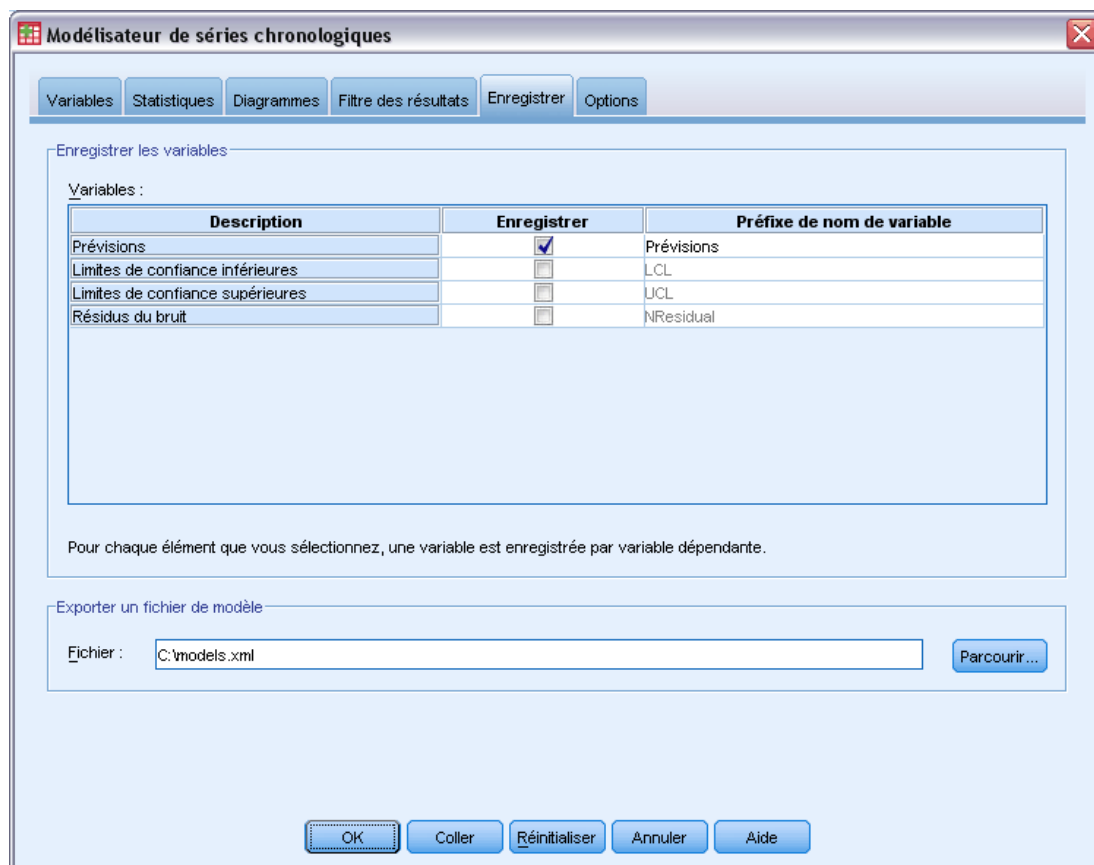 Modélisateur de séries chronologiques
Variables Statistiques Diagrammes Filtre des résultats Enregistrer Options
Enregistrer les variables
Variables :
Description Enregistrer Préfixe de nom de variable
Prévisions Prévisions
Limites de confiance inférieures LCL
Limites de confiance supérieures UCL
Résidus du bruit NResidual
Pour chaque élément que vous sélectionnez, une variable est enregistrée par variable dépendante.
Exporter un fichier de modèle
Fichier : C:\models.xml Parcourir...
OK Coller Réinitialiser Annuler Aide